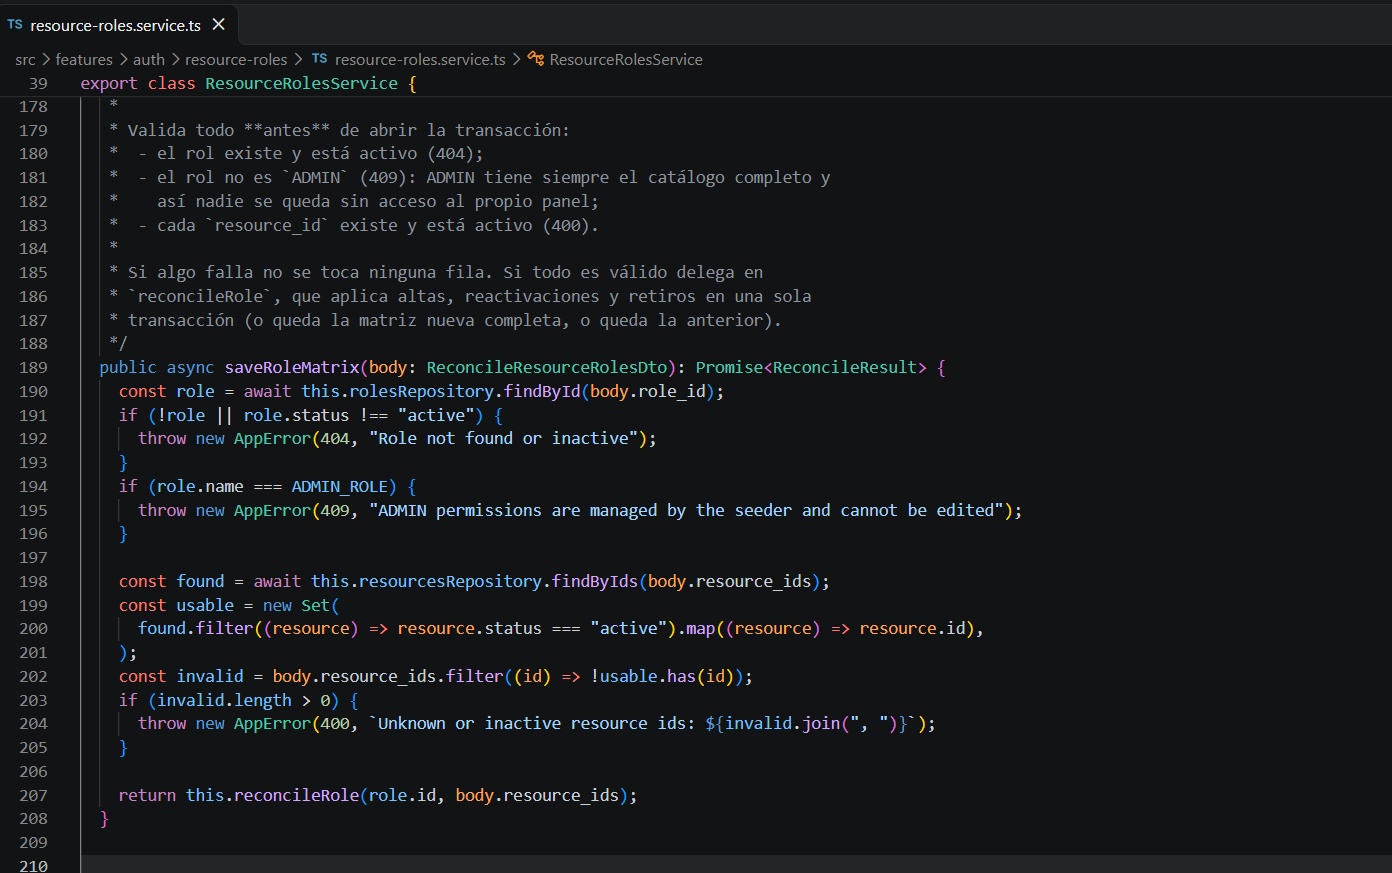 TS resource-roles.service.ts ×
src > features > auth > resource-roles > TS resource-roles.service.ts > ResourceRolesService
39 export class ResourceRolesService {
178 *
179 * Valida todo **antes** de abrir la transacción:
180 *  - el rol existe y está activo (404);
181 *  - el rol no es `ADMIN` (409): ADMIN tiene siempre el catálogo completo y
182 *    así nadie se queda sin acceso al propio panel;
183 *  - cada `resource_id` existe y está activo (400).
184 *
185 * Si algo falla no se toca ninguna fila. Si todo es válido delega en
186 * `reconcileRole`, que aplica altas, reactivaciones y retiros en una sola
187 * transacción (o queda la matriz nueva completa, o queda la anterior).
188 */
189 public async saveRoleMatrix(body: ReconcileResourceRolesDto): Promise<ReconcileResult> {
190 const role = await this.rolesRepository.findById(body.role_id);
191 if (!role || role.status !== "active") {
192 throw new AppError(404, "Role not found or inactive");
193 }
194 if (role.name === ADMIN_ROLE) {
195 throw new AppError(409, "ADMIN permissions are managed by the seeder and cannot be edited");
196 }
197
198 const found = await this.resourcesRepository.findByIds(body.resource_ids);
199 const usable = new Set(
200 found.filter((resource) => resource.status === "active").map((resource) => resource.id),
201 );
202 const invalid = body.resource_ids.filter((id) => !usable.has(id));
203 if (invalid.length > 0) {
204 throw new AppError(400, `Unknown or inactive resource ids: ${invalid.join(", ")}`);
205 }
206
207 return this.reconcileRole(role.id, body.resource_ids);
208 }
209
210